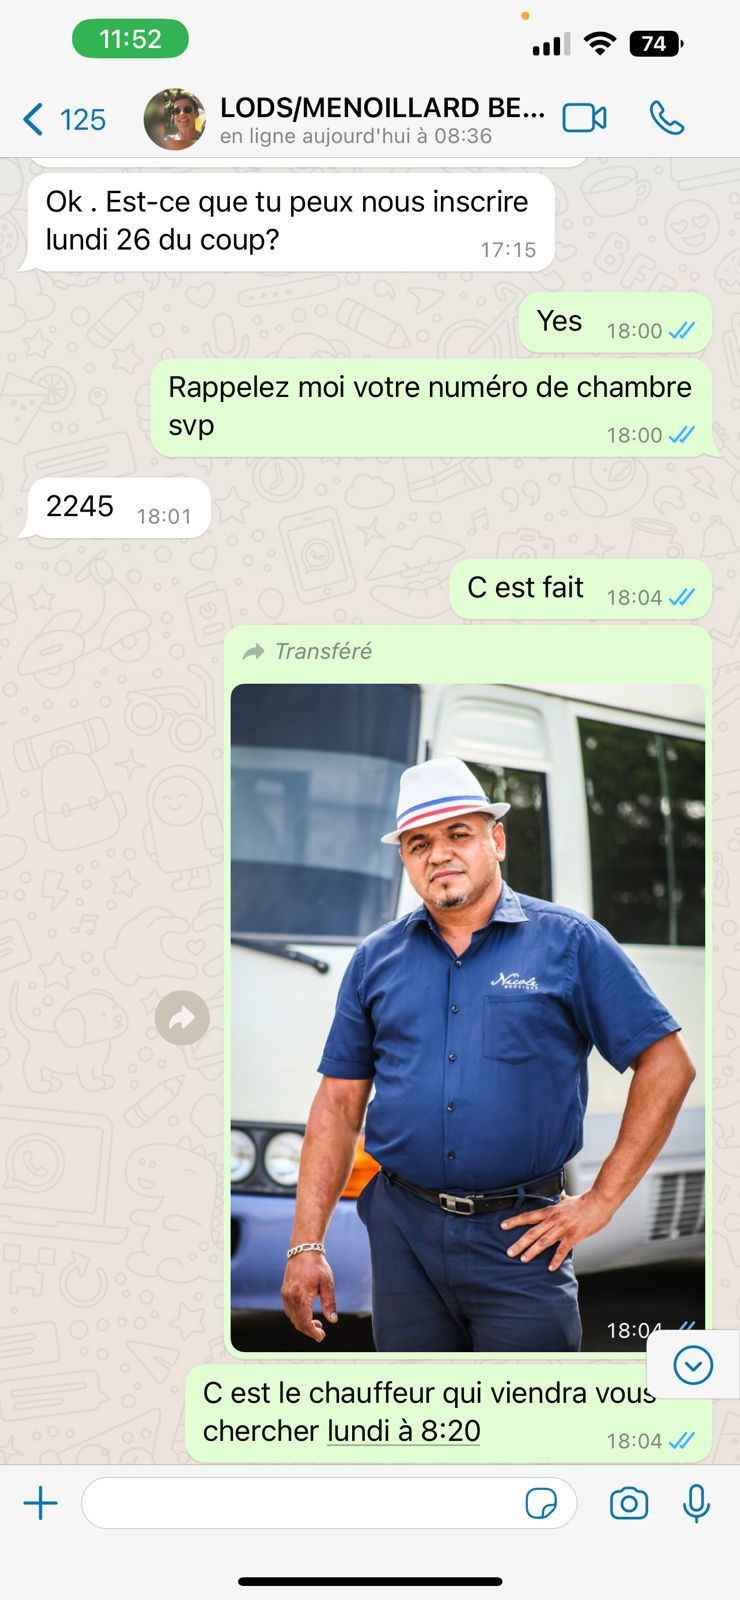 11:52
74
125
LODS/MENOILLARD BE...
en ligne aujourd'hui à 08:36
Ok . Est-ce que tu peux nous inscrire
lundi 26 du coup?
17:15
Yes
18:00
Rappelez moi votre numéro de chambre
svp
18:00
2245
18:01
C est fait
18:04
Transféré
Nicole
BOUTIQUE
18:04
C est le chauffeur qui viendra vous
chercher lundi à 8:20
18:04